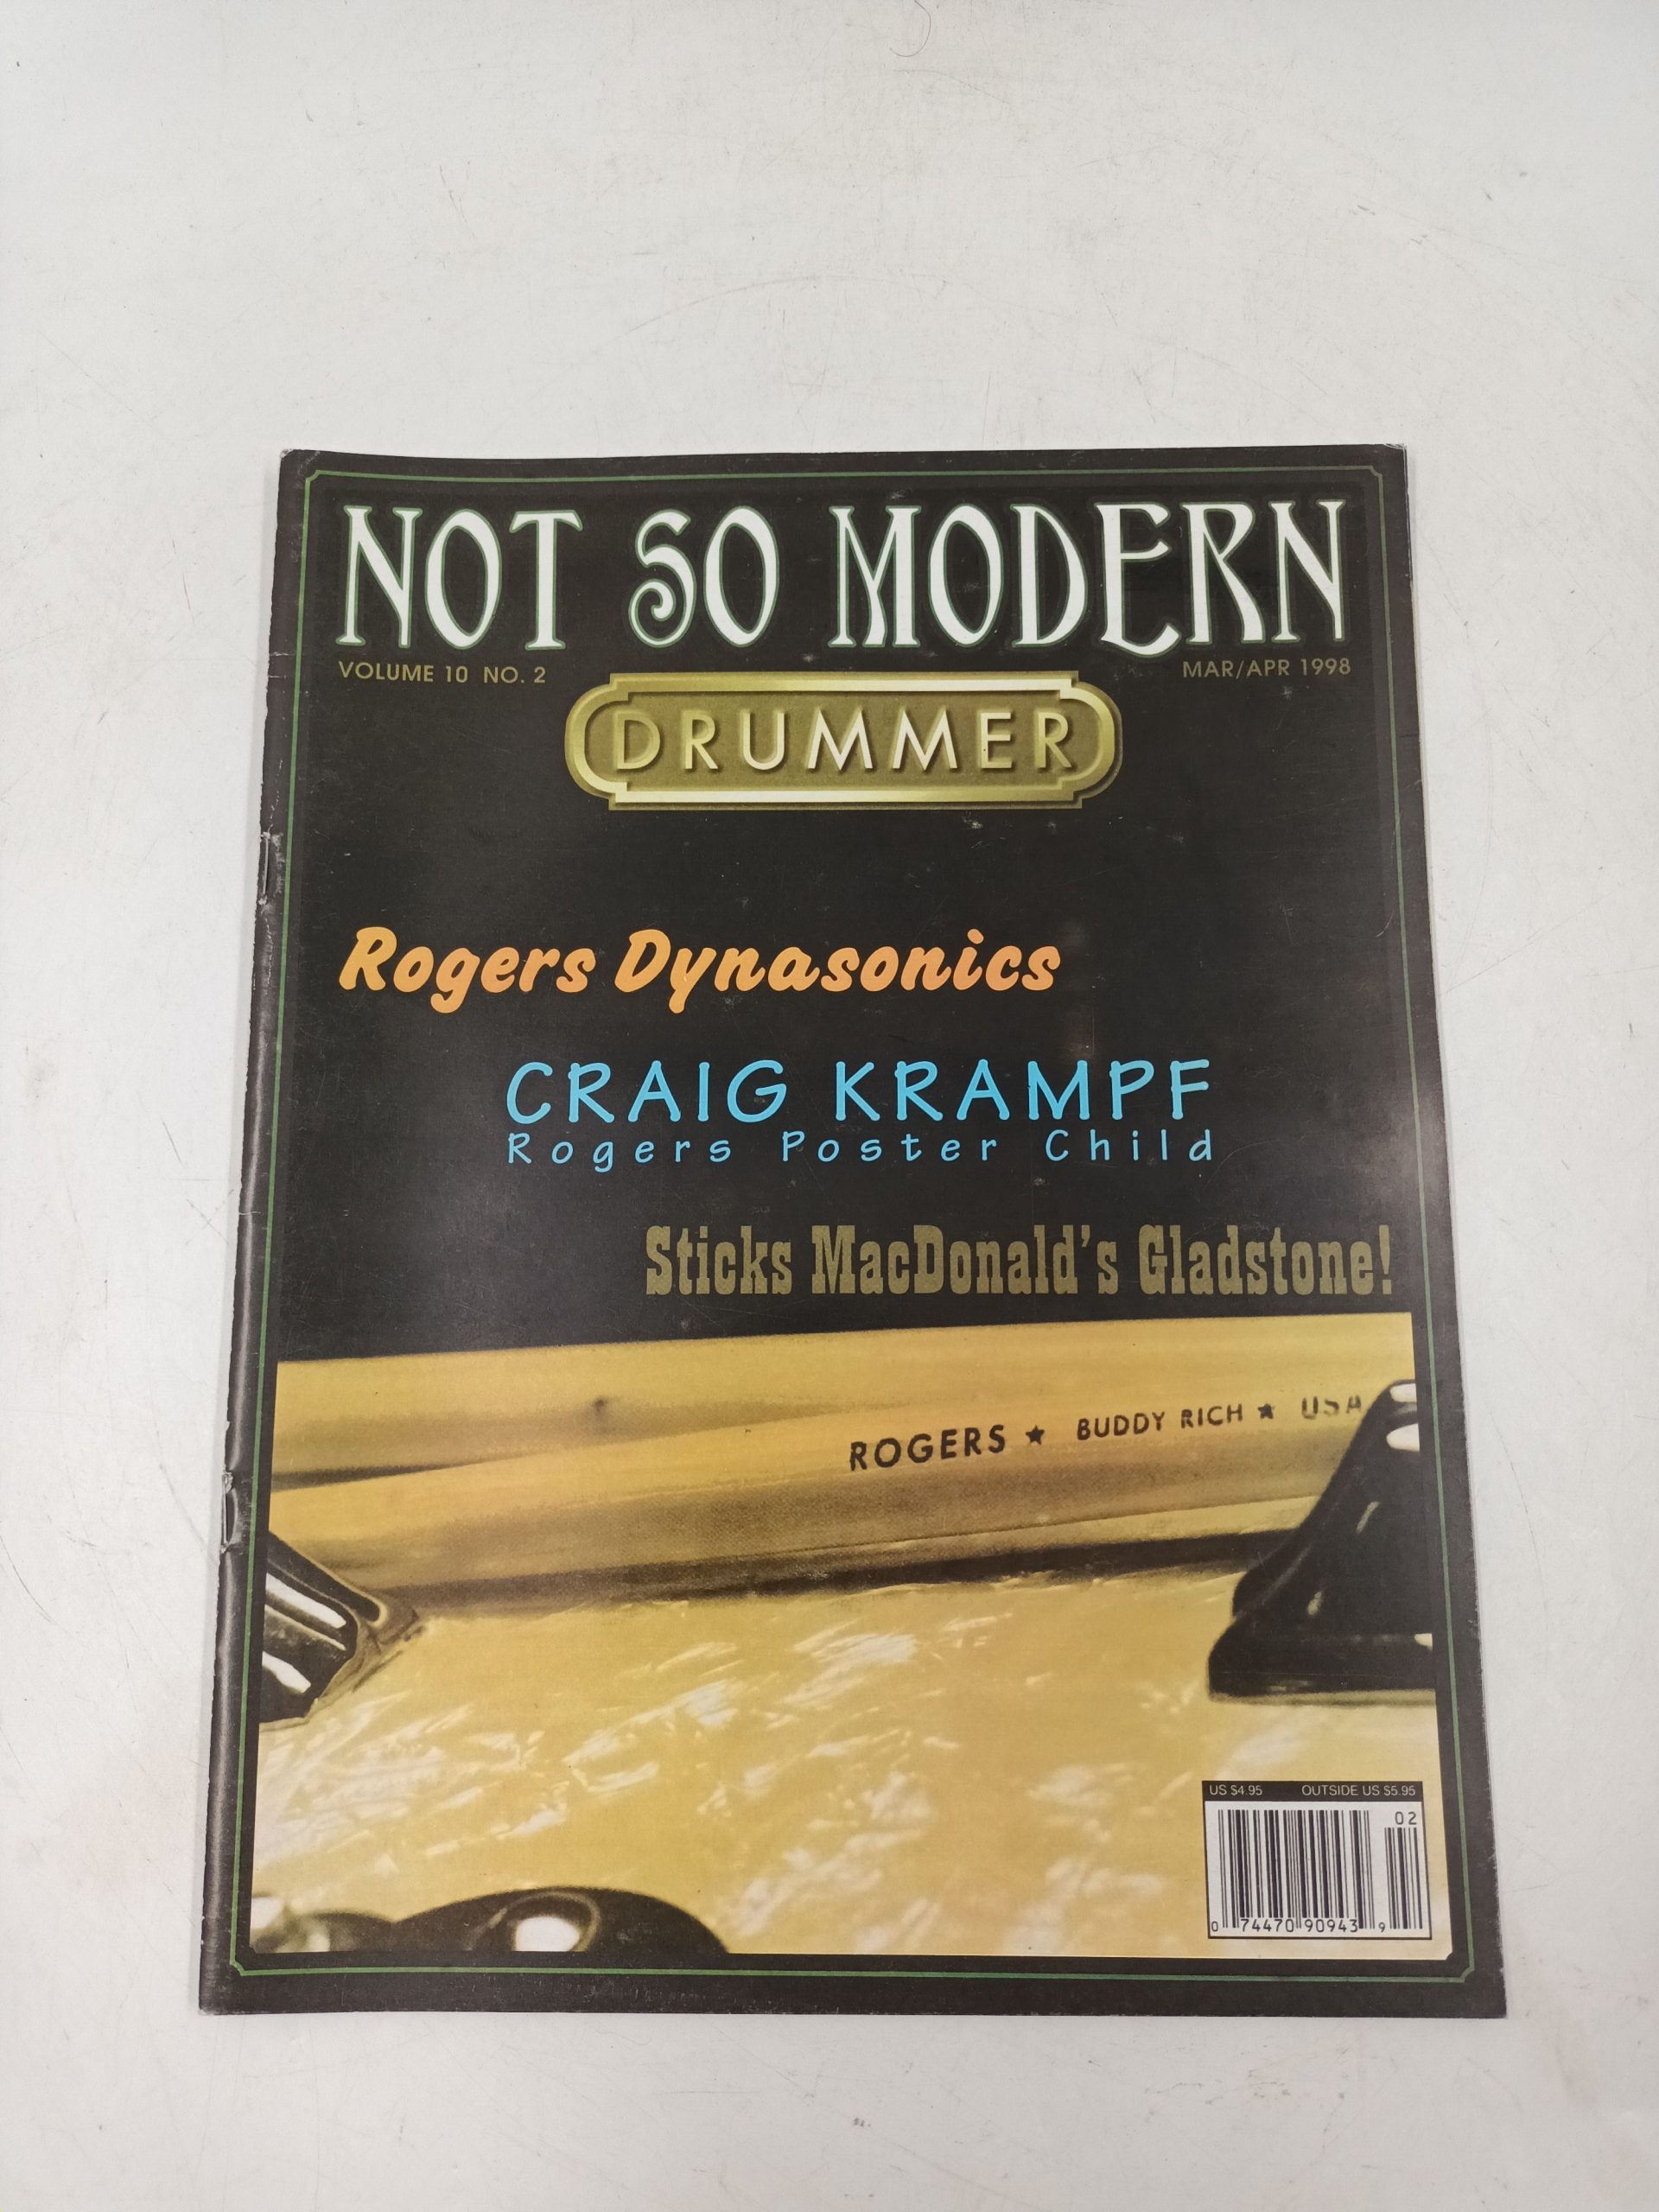 NOT SO MODERN
VOLUME 10 NO. 2
MAR/APR 1998
DRUMMER
Rogers Dynasonics
CRAIG KRAMPF
Rogers Poster Child
Sticks MacDonald's Gladstone!
ROGERS ★ BUDDY RICH ★ USA
US $4.95 OUTSIDE US $5.95
02
0 74470 90943 9